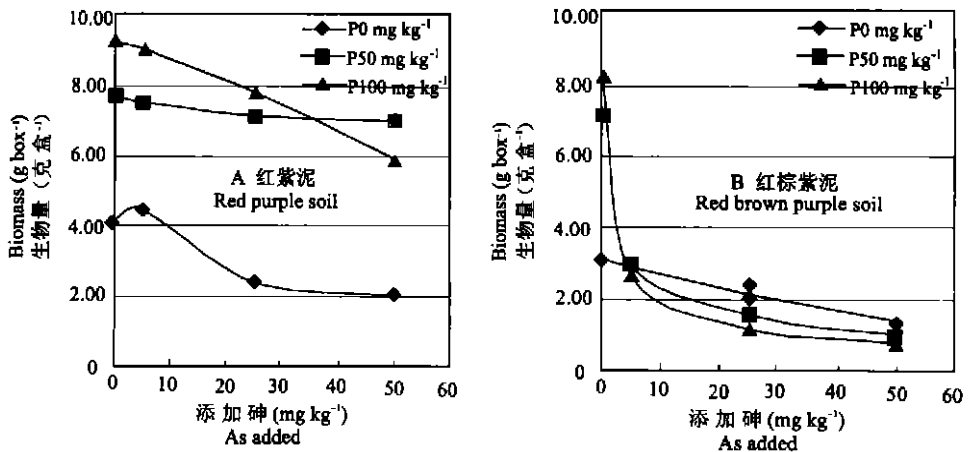 10.00
8.00
6.00
4.00
2.00
0
Biomass (g box⁻¹)
生物量(克 盒⁻¹)
P0 mg kg⁻¹
P50 mg kg⁻¹
P100 mg kg⁻¹
A 红紫泥
Red purple soil
0 10 20 30 40 50 60
添 加 砷 (mg kg⁻¹)
As added
10.00
8.00
6.00
4.00
2.00
0
Biomass (g box⁻¹)
生物量(克 盒⁻¹)
P0 mg kg⁻¹
P50 mg kg⁻¹
P100 mg kg⁻¹
B 红棕紫泥
Red brown purple soil
0 10 20 30 40 50 60
添 加 砷 (mg kg⁻¹)
As added